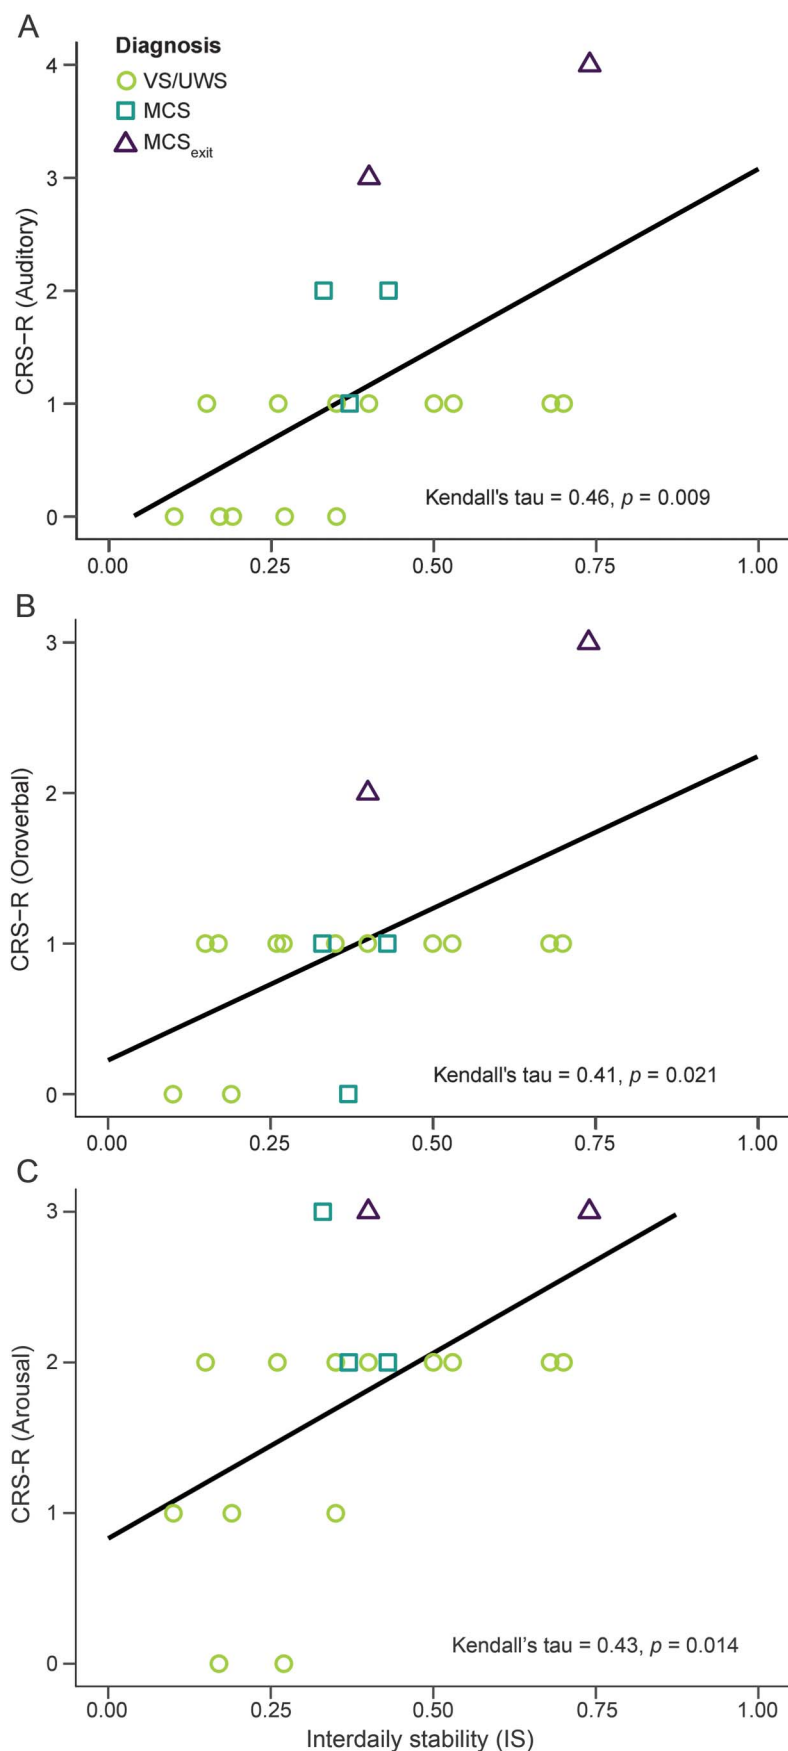 A
Diagnosis
VS/UWS
MCS
MCSexit
CRS−R (Auditory)
4
3
2
1
0
Kendall's tau = 0.46, p = 0.009
0.00 0.25 0.50 0.75 1.00
B
CRS−R (Oroverbal)
3
2
1
0
Kendall's tau = 0.41, p = 0.021
0.00 0.25 0.50 0.75 1.00
C
CRS-R (Arousal)
3
2
1
0
Kendall’s tau = 0.43, p = 0.014
0.00 0.25 0.50 0.75 1.00
Interdaily stability (IS)